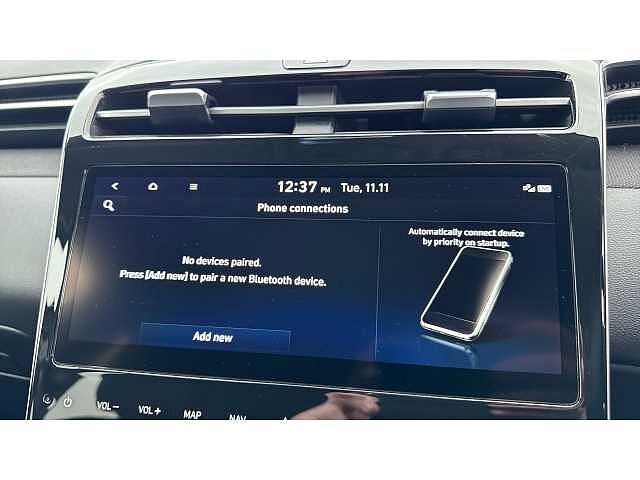 12:37 PM Tue, 11.11
Phone connections
No devices paired.
Press [Add new] to pair a new Bluetooth device.
Automatically connect device
by priority on startup.
Add new
VOL− VOL+ MAP NAV